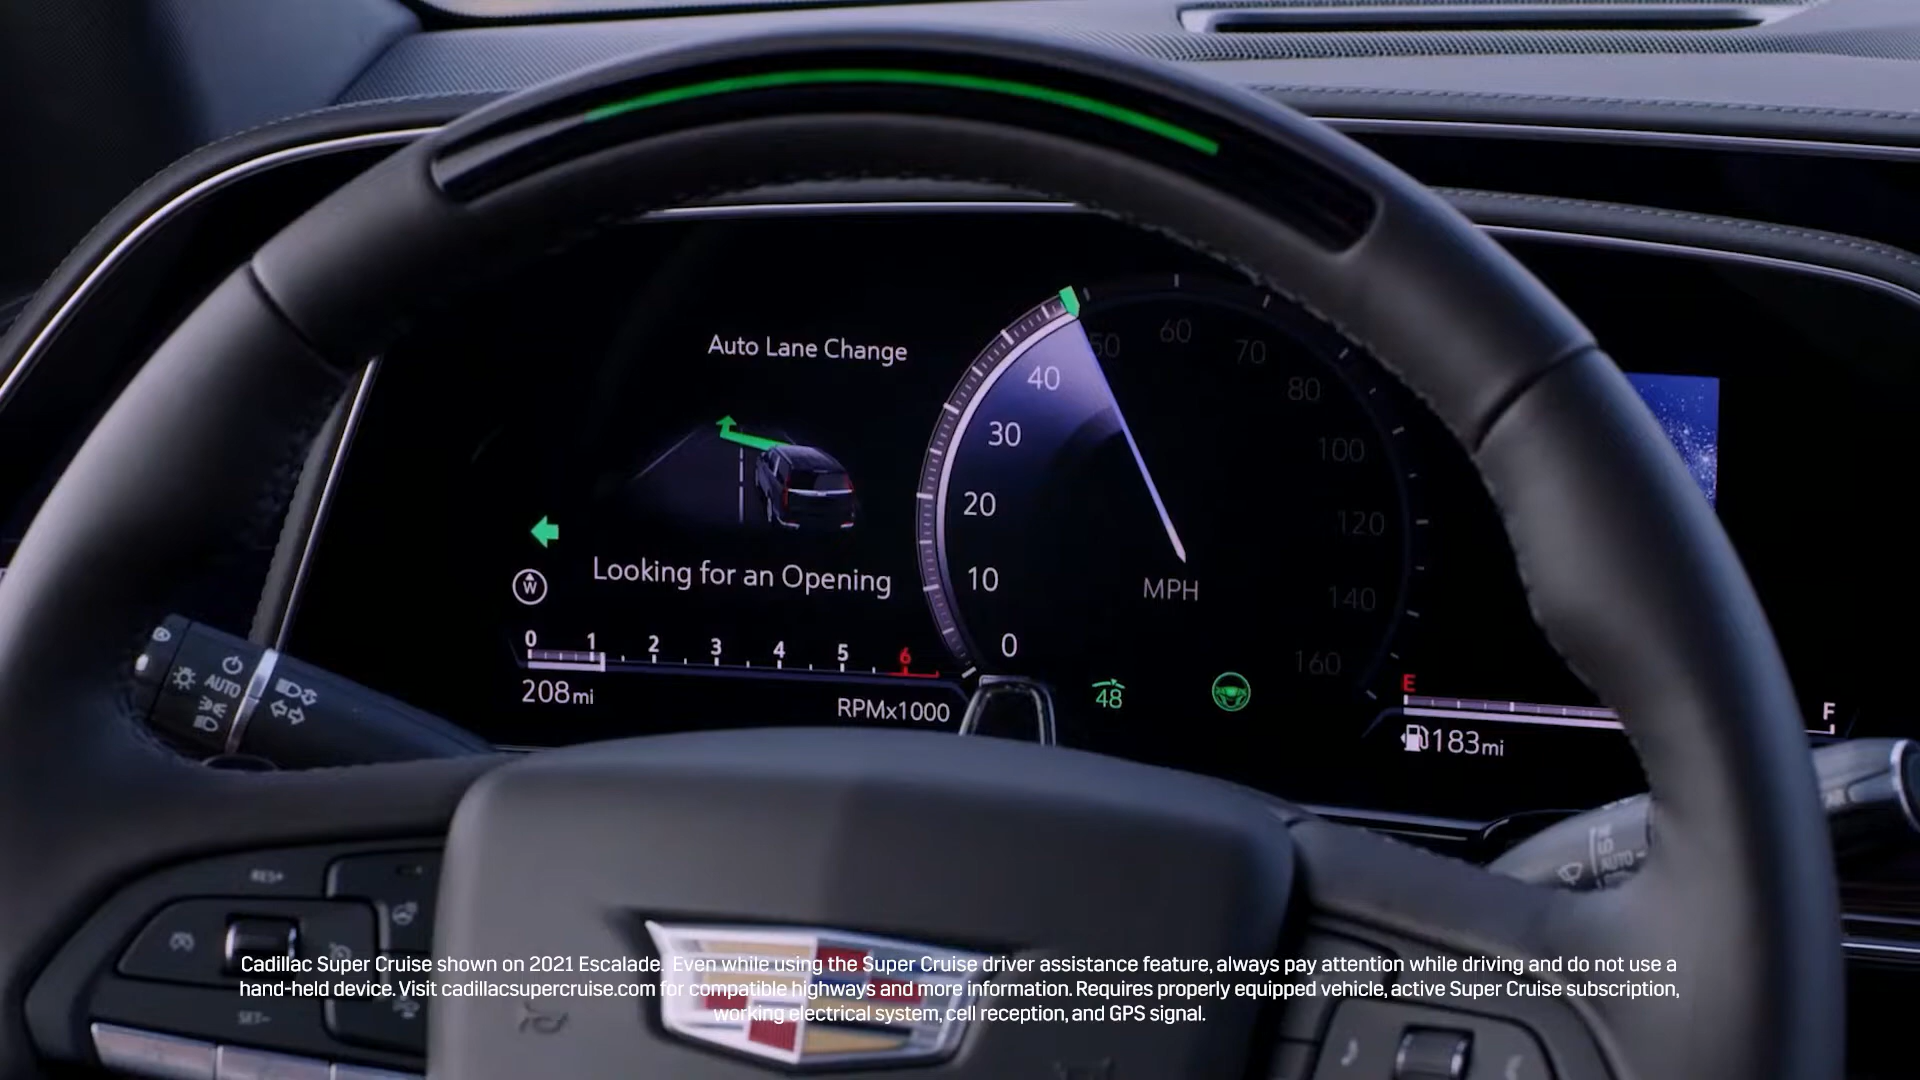 Auto Lane Change
Looking for an Opening
W
0 1 2 3 4 5 6
208mi
RPMx1000
0
10
20
30
40
50
60
70
80
100
120
140
160
MPH
48
E
F
183mi
AUTO
AUTO
RES+
SET-
Cadillac Super Cruise shown on 2021 Escalade. Even while using the Super Cruise driver assistance feature, always pay attention while driving and do not use a
hand-held device. Visit cadillacsupercruise.com for compatible highways and more information. Requires properly equipped vehicle, active Super Cruise subscription,
working electrical system, cell reception, and GPS signal.